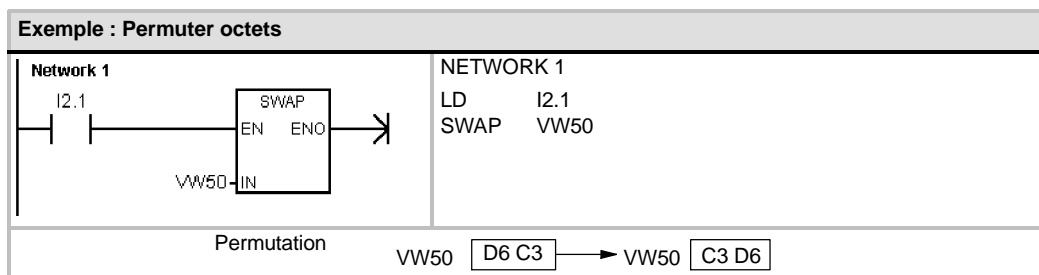 Exemple : Permuter octets
Network 1
I2.1
SWAP
EN ENO
VW50 IN
NETWORK 1
LD I2.1
SWAP VW50
Permutation
VW50 D6 C3 VW50 C3 D6